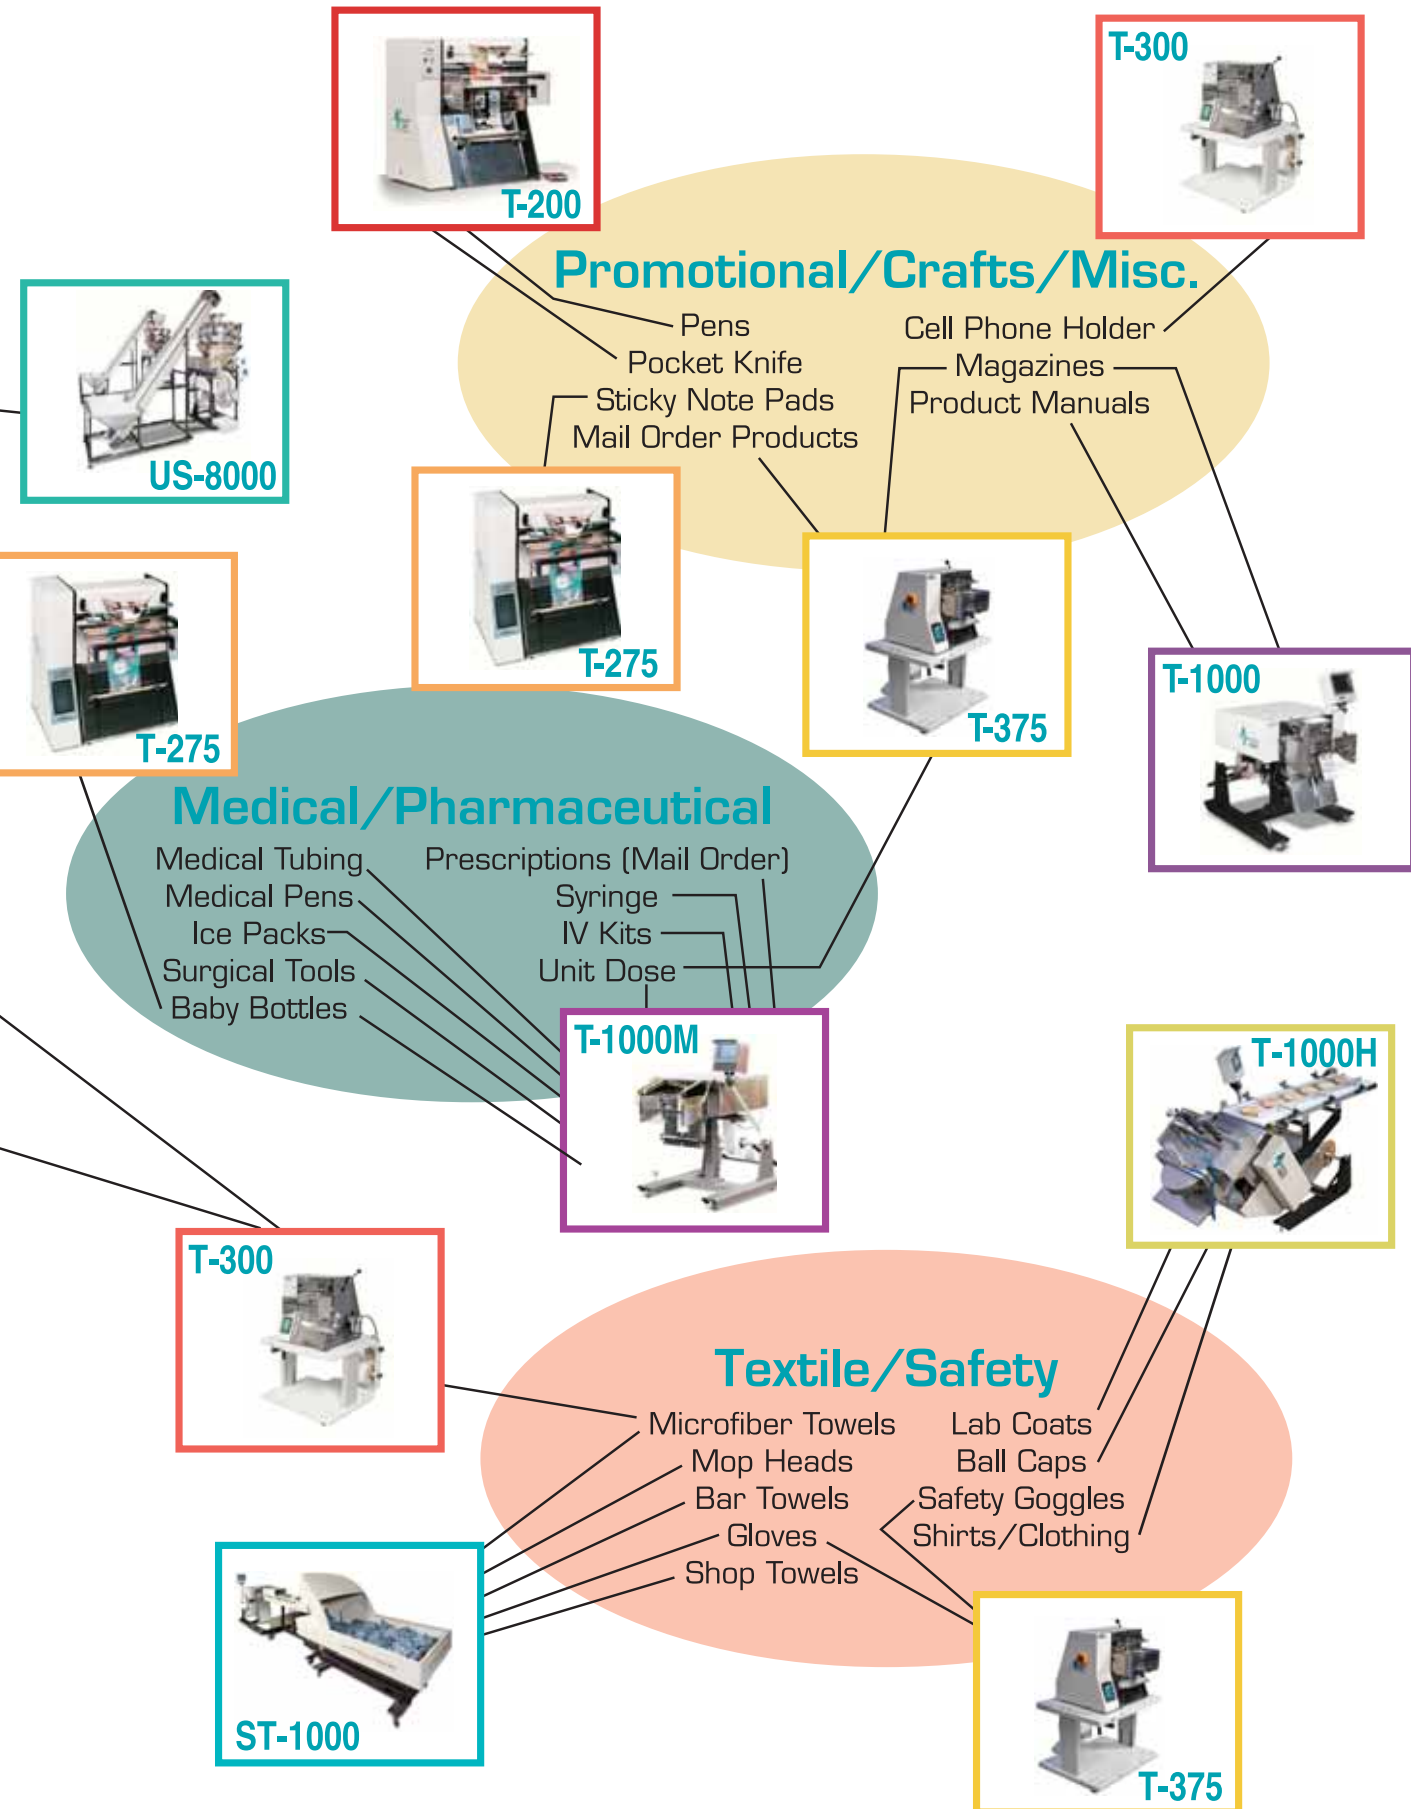 T-200
T-300
Promotional/Crafts/Misc.
Pens
Pocket Knife
Sticky Note Pads
Mail Order Products
Cell Phone Holder
Magazines
Product Manuals
US-8000
T-275
T-275
T-375
T-1000
Medical/Pharmaceutical
Medical Tubing
Medical Pens
Ice Packs
Surgical Tools
Baby Bottles
Prescriptions (Mail Order)
Syringe
IV Kits
Unit Dose
T-1000M
T-1000H
T-300
Textile/Safety
Microfiber Towels
Mop Heads
Bar Towels
Gloves
Shop Towels
Lab Coats
Ball Caps
Safety Goggles
Shirts/Clothing
ST-1000
T-375